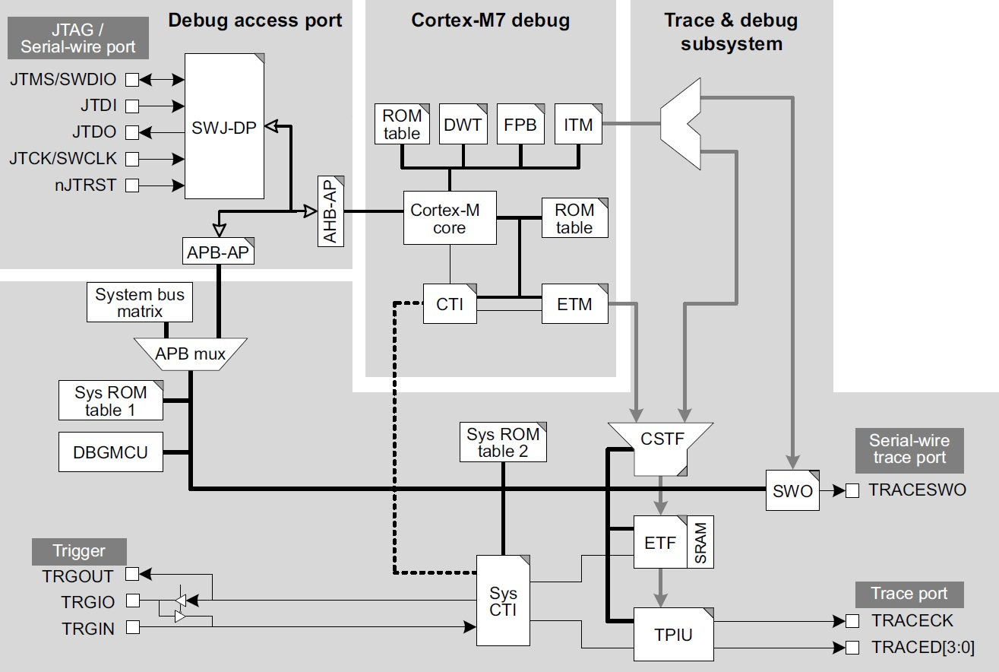 Debug access port
Cortex-M7 debug
Trace & debug
subsystem
JTAG /
Serial-wire port
JTMS/SWDIO
JTDI
JTDO
JTCK/SWCLK
nJTRST
SWJ-DP
AHB-AP
APB-AP
ROM
table
DWT
FPB
ITM
Cortex-M
core
ROM
table
CTI
ETM
System bus
matrix
APB mux
Sys ROM
table 1
DBGMCU
Sys ROM
table 2
CSTF
SWO
Serial-wire
trace port
TRACESWO
ETF
SRAM
Trigger
TRGOUT
TRGIO
TRGIN
Sys
CTI
TPIU
Trace port
TRACECK
TRACED[3:0]